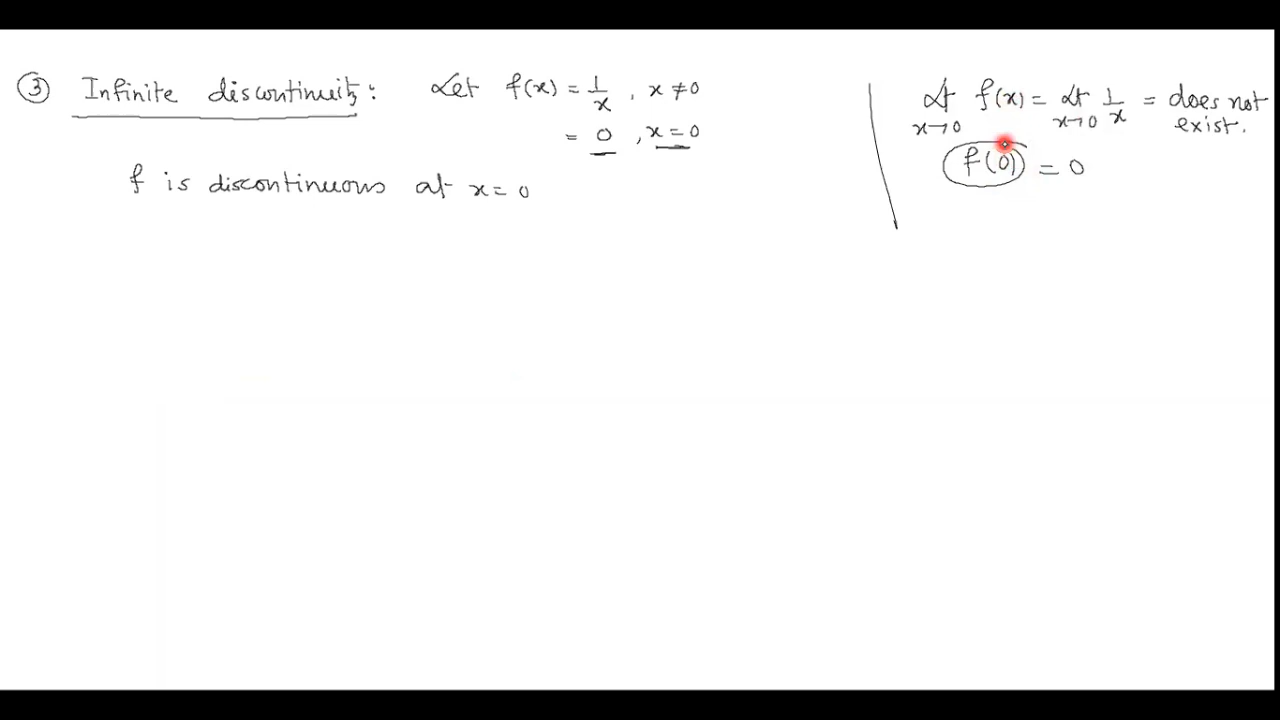 ③ Infinite discontinuity: Let f(x) = 1/x, x ≠ 0
= 0, x = 0
f is discontinuous at x = 0
Lt x→0 f(x) = Lt x→0 1/x = does not exist.
f(0) = 0